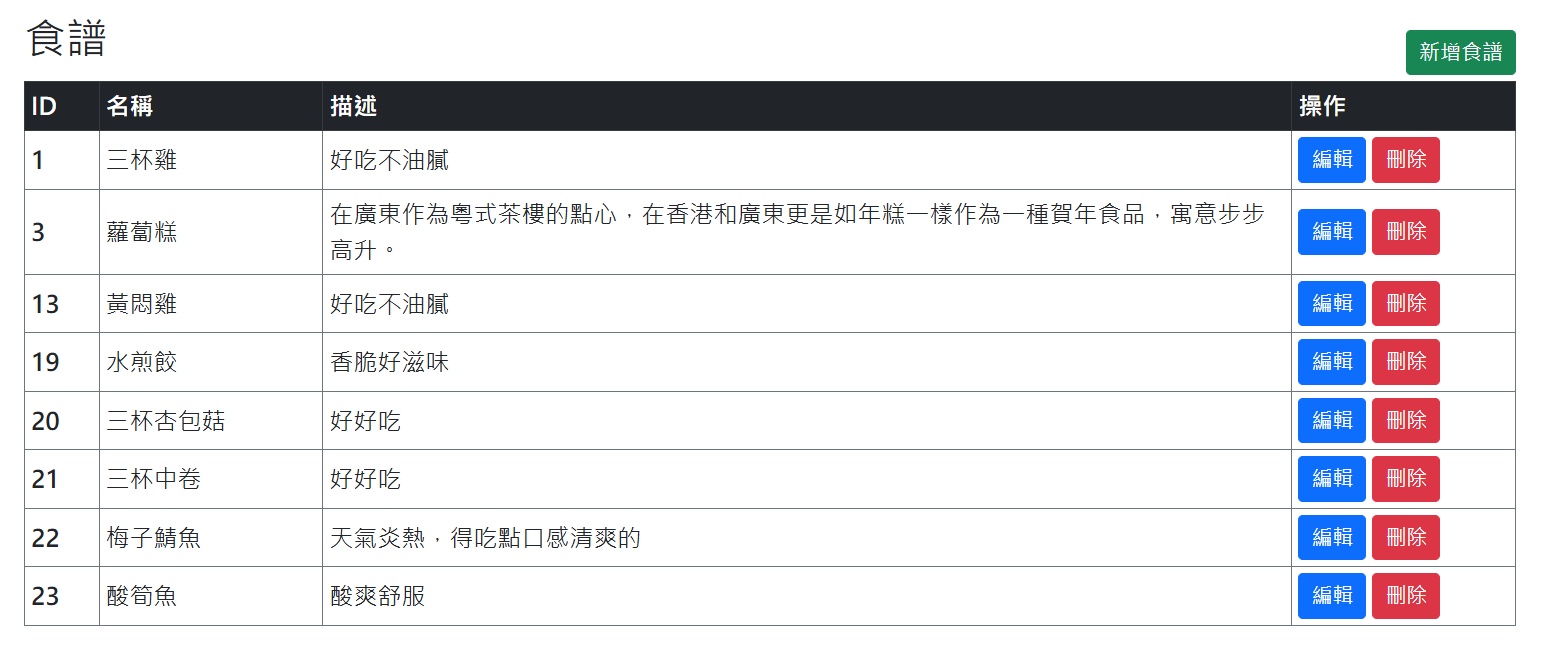 食譜
新增食譜
ID 名稱 描述 操作
1 三杯雞 好吃不油膩 編輯 刪除
3 蘿蔔糕 在廣東作為粵式茶樓的點心，在香港和廣東更是如年糕一樣作為一種賀年食品，寓意步步
高升。 編輯 刪除
13 黃悶雞 好吃不油膩 編輯 刪除
19 水煎餃 香脆好滋味 編輯 刪除
20 三杯杏包菇 好好吃 編輯 刪除
21 三杯中卷 好好吃 編輯 刪除
22 梅子鯖魚 天氣炎熱，得吃點口感清爽的 編輯 刪除
23 酸筍魚 酸爽舒服 編輯 刪除